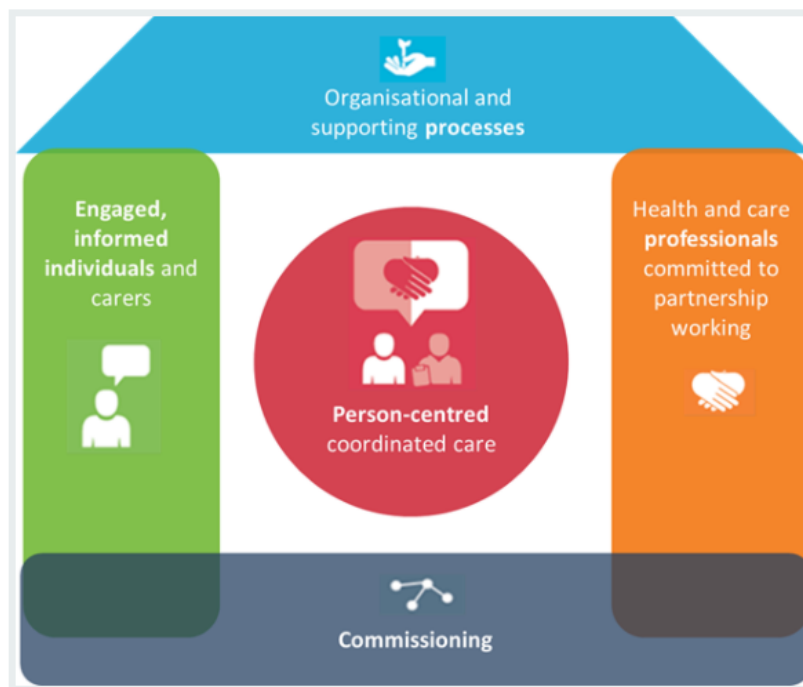 Organisational and
supporting processes
Engaged,
informed
individuals and
carers
Health and care
professionals
committed to
partnership
working
Person-centred
coordinated care
Commissioning